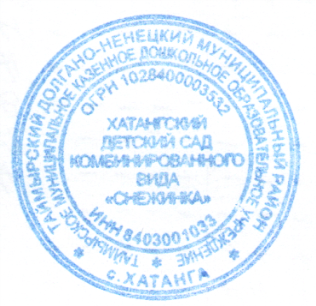 ТАЙМЫРСКИЙ ДОЛГАНО-НЕНЕЦКИЙ МУНИЦИПАЛЬНЫЙ РАЙОН
с. ХАТАНГА
ТАЙМЫРСКОЕ МУНИЦИПАЛЬНОЕ КАЗЕННОЕ ДОШКОЛЬНОЕ ОБРАЗОВАТЕЛЬНОЕ УЧРЕЖДЕНИЕ
ОГРН 1028400003532
ХАТАНГСКИЙ
ДЕТСКИЙ САД
КОМБИНИРОВАННОГО
ВИДА
«СНЕЖИНКА»
ИНН 8403001033